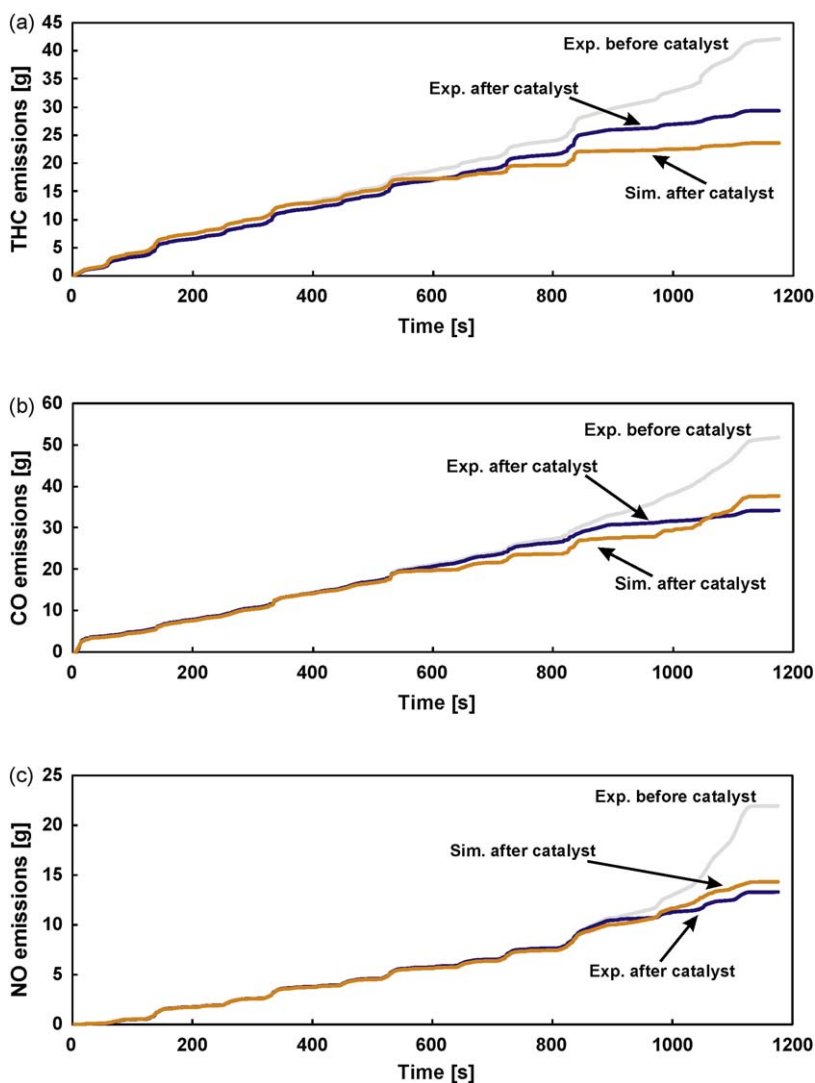 (a)
45
40
35
30
25
20
15
10
5
0
THC emissions [g]
Exp. before catalyst
Exp. after catalyst
Sim. after catalyst
0 200 400 600 800 1000 1200
Time [s]
(b)
60
50
40
30
20
10
0
CO emissions [g]
Exp. before catalyst
Exp. after catalyst
Sim. after catalyst
0 200 400 600 800 1000 1200
Time [s]
(c)
25
20
15
10
5
0
NO emissions [g]
Exp. before catalyst
Sim. after catalyst
Exp. after catalyst
0 200 400 600 800 1000 1200
Time [s]